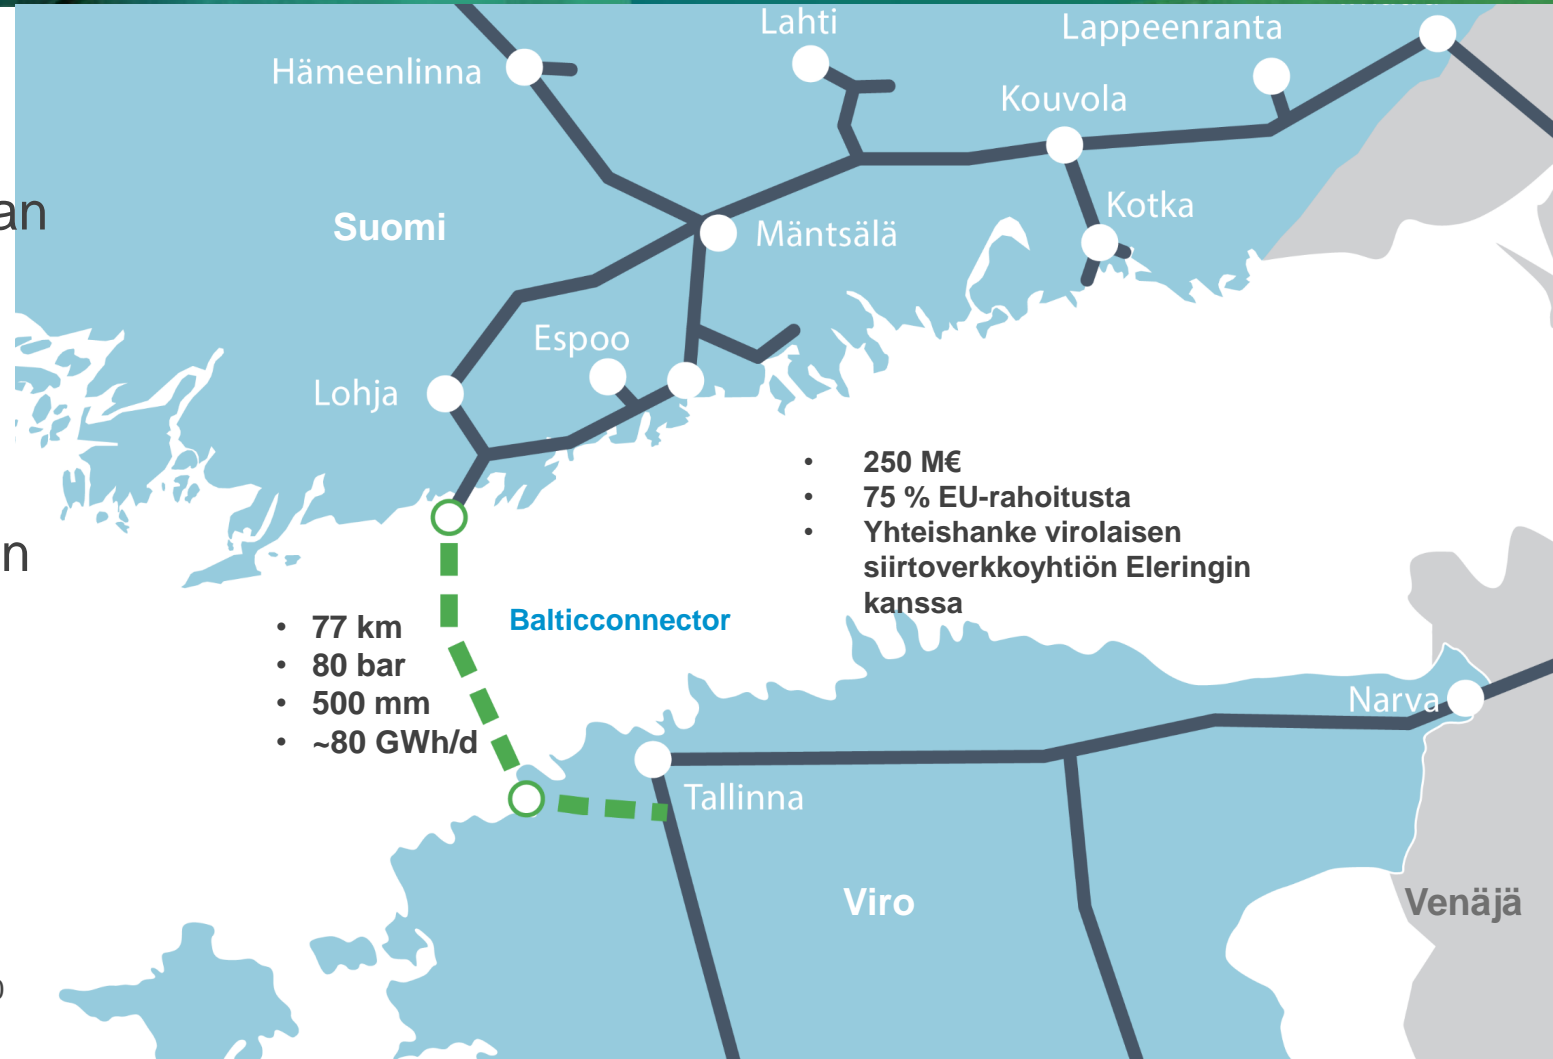 Lahti
Lappeenranta
Hämeenlinna
Kouvola
an
Suomi
Kotka
Mäntsälä
Espoo
Lohja
• 250 M€
• 75 % EU-rahoitusta
• Yhteishanke virolaisen
siirtoverkkoyhtiön Eleringin
kanssa
n
Balticconnector
• 77 km
• 80 bar
• 500 mm
• ~80 GWh/d
Narva
Tallinna
Viro
Venäjä